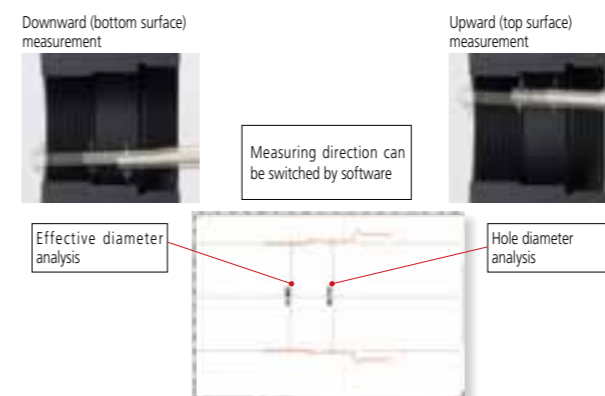 Downward (bottom surface)
measurement
Upward (top surface)
measurement
Measuring direction can
be switched by software
Effective diameter
analysis
Hole diameter
analysis